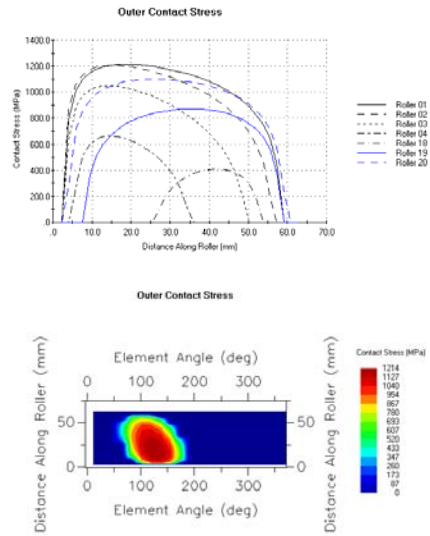 Outer Contact Stress
1400.0
1200.0
1000.0
800.0
600.0
400.0
200.0
.0
Contact Stress (MPa)
.0 10.0 20.0 30.0 40.0 50.0 60.0 70.0
Distance Along Roller (mm)
Roller 01
Roller 02
Roller 03
Roller 04
Roller 18
Roller 19
Roller 20
Outer Contact Stress
Element Angle (deg)
0 100 200 300
Distance Along Roller (mm)
50
0
50
0
Distance Along Roller (mm)
0 100 200 300
Element Angle (deg)
Contact Stress (MPa)
1214
1127
1040
954
867
780
693
607
520
433
347
260
173
87
0